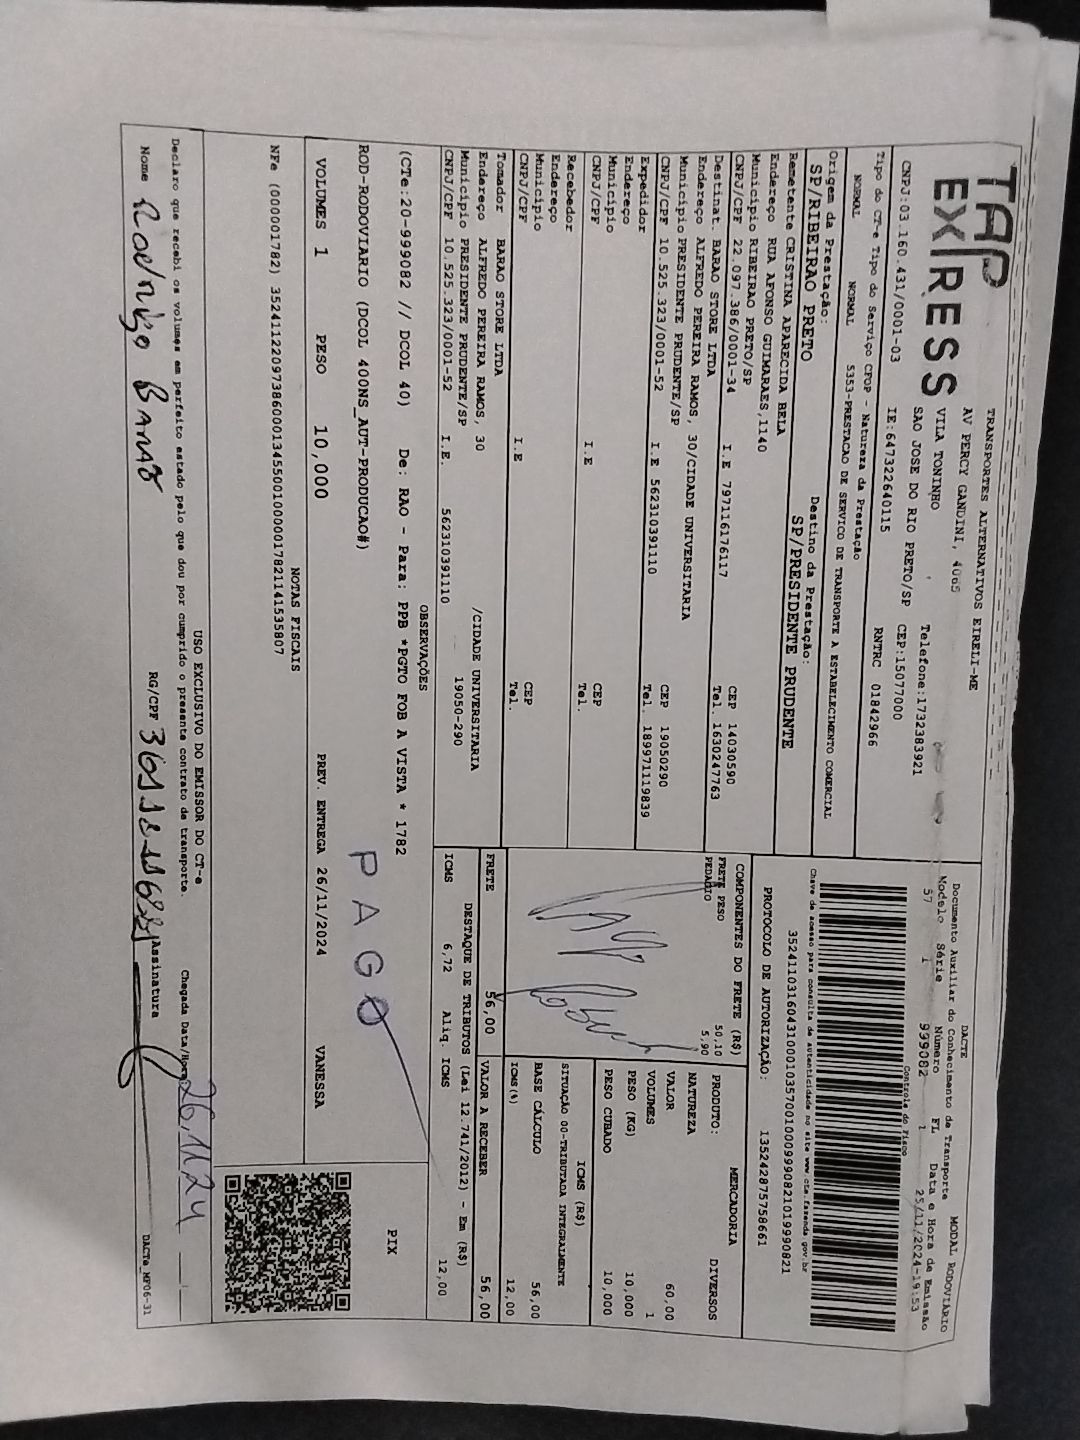 TAP
EXPRESS
TRANSPORTES ALTERNATIVOS EIRELI-ME
AV PERCY GANDINI, 4065
VILA TONINHO Telefone:1732383921
SAO JOSE DO RIO PRETO/SP CEP:15077000
CNPJ:03.160.431/0001-03 IE:647322640115 RNTRC 01842966
Tipo do CT-e Tipo do Serviço CFOP - Natureza da Prestação
NORMAL NORMAL 5353-PRESTACAO DE SERVICO DE TRANSPORTE A ESTABELECIMENTO COMERCIAL
Origem da Prestação: Destino da Prestação:
SP/RIBEIRAO PRETO SP/PRESIDENTE PRUDENTE
Remetente CRISTINA APARECIDA BELA
Endereço RUA AFONSO GUIMARAES,1140
Município RIBEIRAO PRETO/SP CEP 14030590
CNPJ/CPF 22.097.386/0001-34 I.E 797116176117 Tel. 1630247763
Destinat. BARAO STORE LTDA
Endereço ALFREDO PEREIRA RAMOS, 30/CIDADE UNIVERSITARIA
Município PRESIDENTE PRUDENTE/SP CEP 19050290
CNPJ/CPF 10.525.323/0001-52 I.E 562310391110 Tel. 189971119839
Expedidor
Endereço
Município CEP
CNPJ/CPF I.E Tel.
Recebedor
Endereço
Município CEP
CNPJ/CPF I.E Tel.
Tomador BARAO STORE LTDA
Endereço ALFREDO PEREIRA RAMOS, 30 /CIDADE UNIVERSITARIA
Município PRESIDENTE PRUDENTE/SP 19050-290
CNPJ/CPF 10.525.323/0001-52 I.E. 562310391110
DACTE MODAL RODOVIÁRIO
Documento Auxiliar do Conhecimento de Transporte
Modelo Série Número FL Data e Hora de Emissão
57 1 999082 1 25/11/2024-19:53
Controle do Fisco
Chave de acesso para consulta de autenticidade no site www.cte.fazenda.gov.br
35241103160431000103570010009990821019990821
PROTOCOLO DE AUTORIZAÇÃO: 135242875758661
COMPONENTES DO FRETE (R$)
FRETE PESO 50,10
PEDAGIO 5,90
MERCADORIA
PRODUTO: DIVERSOS
NATUREZA
VALOR 60,00
VOLUMES 1
PESO (KG) 10,000
PESO CUBADO 10,000
ICMS (R$)
SITUAÇÃO 00-TRIBUTADA INTEGRALMENTE
BASE CÁLCULO 56,00
ICMS(%) 12,00
FRETE 56,00 VALOR A RECEBER 56,00
DESTAQUE DE TRIBUTOS (Lei 12.741/2012) - Em (R$)
ICMS 6,72 Aliq. ICMS 12,00
OBSERVAÇÕES
(CTe:20-999082 // DCOL 40) De: RAO - Para: PPB *PGTO FOB A VISTA * 1782
ROD-RODOVIARIO (DCOL 400NS_AUT-PRODUCAO#)
PAGO
PIX
VOLUMES 1 PESO 10,000 PREV. ENTREGA 26/11/2024 VANESSA
NOTAS FISCAIS
NFe (000001782) 35241122097386000134550010000017821141535807
USO EXCLUSIVO DO EMISSOR DO CT-e
Declaro que recebi os volumes em perfeito estado pelo que dou por cumprido o presente contrato de transporte. Chegada Data/Hora 26/11/24
Nome Rodrigo Barao RG/CPF Assinatura
DACTe_MF06-31